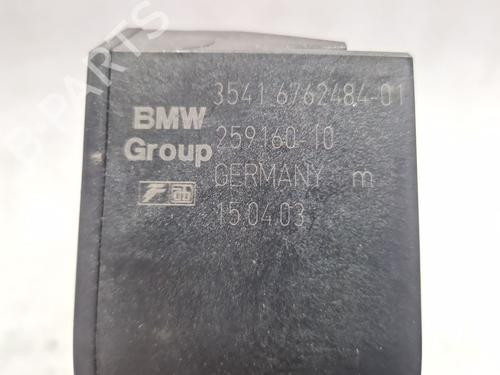 3541 6762484-01
BMW
Group
259160-10
GERMANY m
15.04.03
B-PARTS